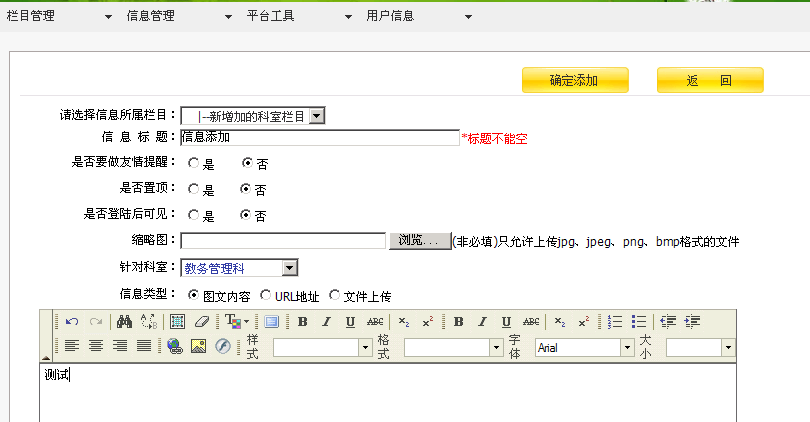 栏目管理 信息管理 平台工具 用户信息
确定添加 返 回
请选择信息所属栏目： |--新增加的科室栏目
信 息 标 题： 信息添加 *标题不能空
是否要做友情提醒： 是 否
是否置顶： 是 否
是否登陆后可见： 是 否
缩略图： 浏览... (非必填)只允许上传jpg、jpeg、png、bmp格式的文件
针对科室： 教务管理科
信息类型： 图文内容 URL地址 文件上传
B I U ABC x₂ x² B I U ABC x₂ x²
样式 格式 字体 Arial 大小
测试